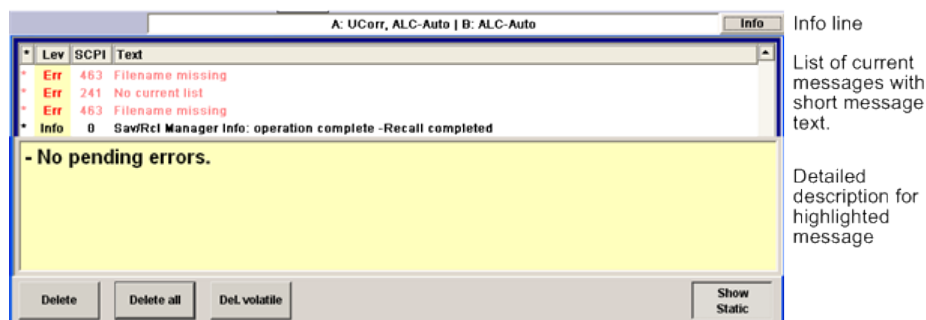 A: UCorr, ALC-Auto | B: ALC-Auto
Info
Info line
* Lev SCPI Text
* Err 463 Filename missing
* Err 241 No current list
* Err 463 Filename missing
* Info 0 Sav/Rcl Manager Info: operation complete -Recall completed
List of current
messages with
short message
text.
- No pending errors.
Detailed
description for
highlighted
message
Delete
Delete all
Del. volatile
Show
Static